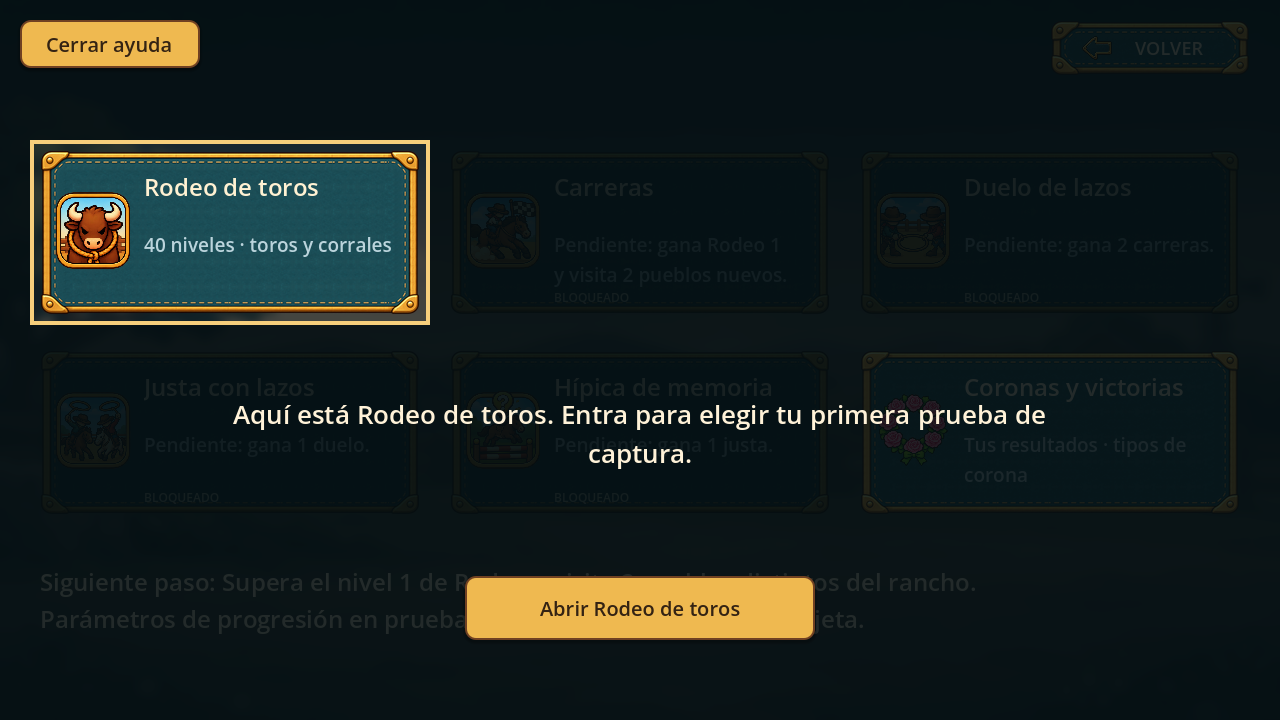 Cerrar ayuda
VOLVER
Rodeo de toros
40 niveles · toros y corrales
Carreras
Pendiente: gana Rodeo 1
y visita 2 pueblos nuevos.
BLOQUEADO
Duelo de lazos
Pendiente: gana 2 carreras.
BLOQUEADO
Justa con lazos
Pendiente: gana 1 duelo.
BLOQUEADO
Hípica de memoria
Pendiente: gana 1 justa.
BLOQUEADO
Coronas y victorias
Tus resultados · tipos de
corona
Aquí está Rodeo de toros. Entra para elegir tu primera prueba de
captura.
Siguiente paso: Supera el nivel 1 de
del rancho.
Parámetros de progresión en
Abrir Rodeo de toros